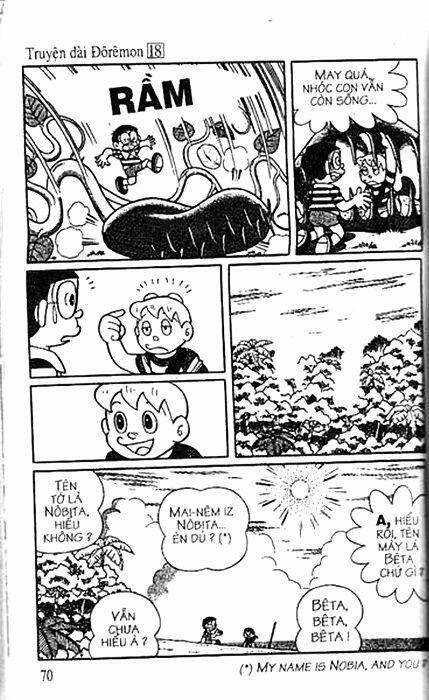 Truyện dài Đôrêmon 18
RẦM
MAY QUÁ,
NHÓC CON VẪN
CÒN SỐNG...
TÊN
TỚ LÀ
NÔBITA,
HIỂU
KHÔNG ?
MAI-NÊM IZ
NÔBITA...
ÈN DÚ ? (*)
A, HIỂU
RỒI, TÊN
MÀY LÀ
BÊTA
CHỨ GÌ ?
VẪN
CHƯA
HIỂU À ?
BÊTA,
BÊTA,
BÊTA !
70
(*) MY NAME IS NOBIA, AND YOU ?